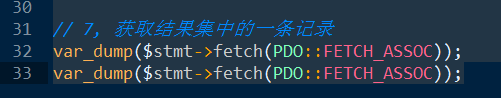 30
31 // 7, 获取结果集中的一条记录
32 var_dump($stmt->fetch(PDO::FETCH_ASSOC));
33 var_dump($stmt->fetch(PDO::FETCH_ASSOC));